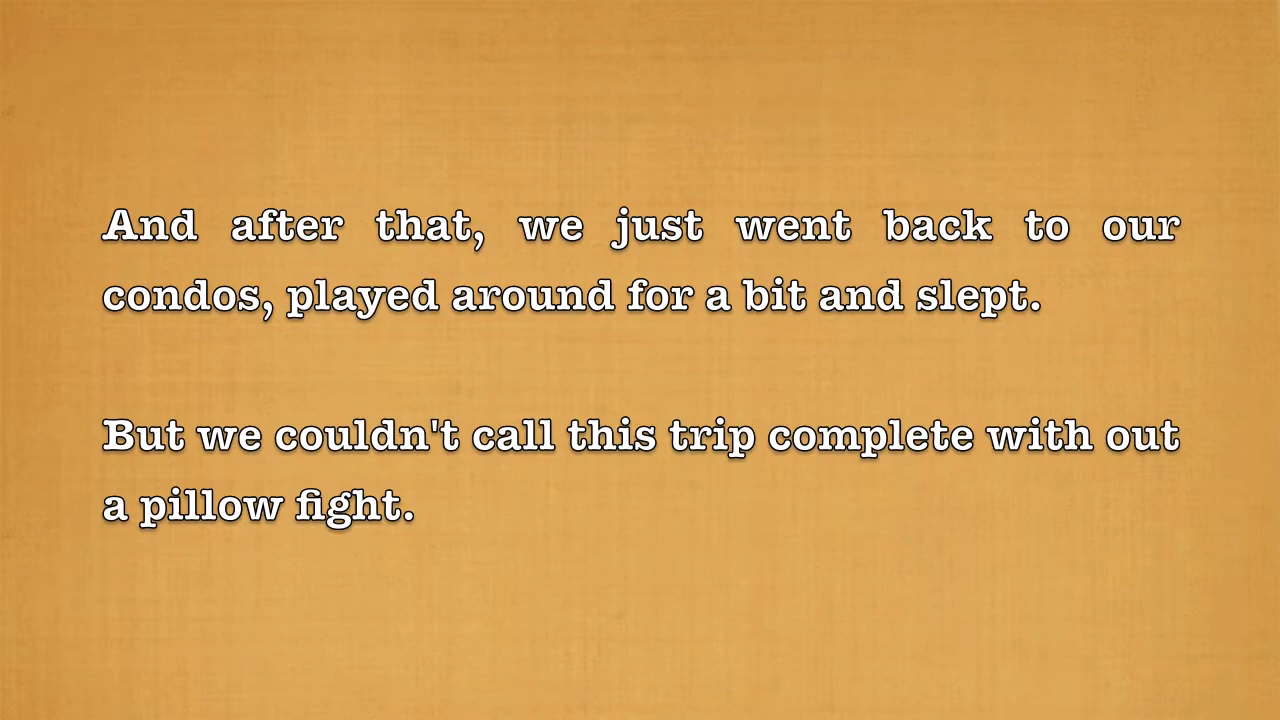 And after that, we just went back to our
condos, played around for a bit and slept.
But we couldn't call this trip complete with out
a pillow fight.